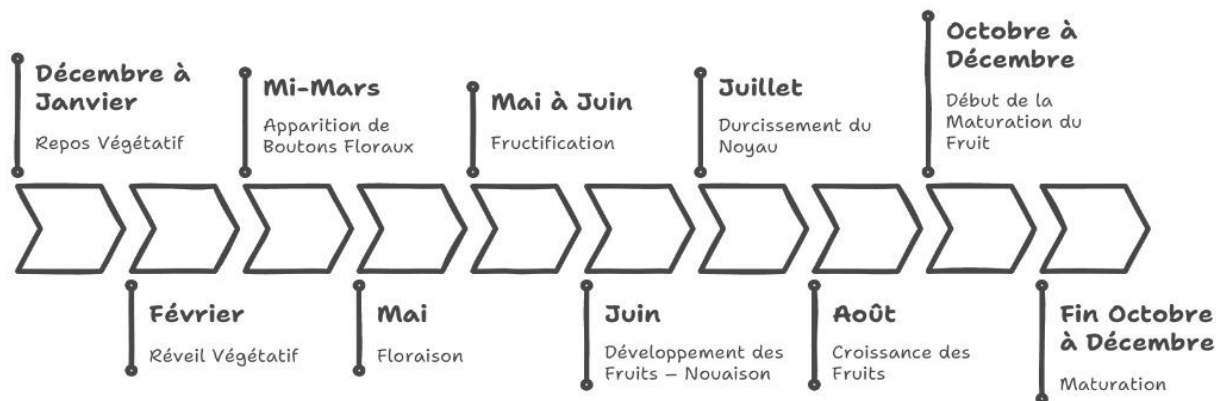 Décembre à
Janvier
Repos Végétatif
Février
Réveil Végétatif
Mi-Mars
Apparition de
Boutons Floraux
Mai
Floraison
Mai à Juin
Fructification
Juin
Développement des
Fruits – Nouaison
Juillet
Durcissement du
Noyau
Août
Croissance des
Fruits
Octobre à
Décembre
Début de la
Maturation du
Fruit
Fin Octobre
à Décembre
Maturation